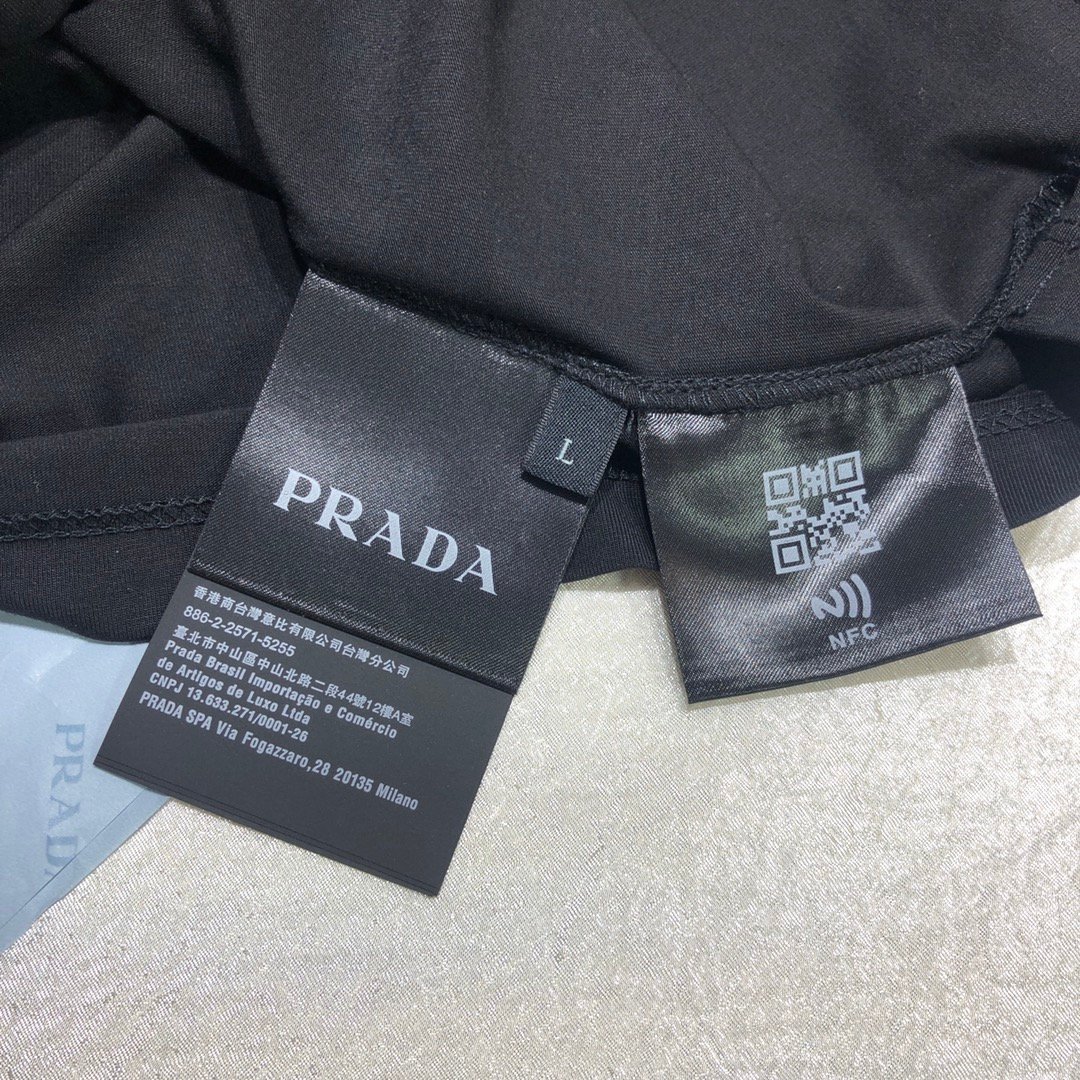 PRADA
L
香港商台灣意比有限公司台灣分公司
886-2-2571-5255
臺北市中山區中山北路二段44號12樓A室
Prada Brasil Importação e Comércio
de Artigos de Luxo Ltda
CNPJ 13.633.271/0001-26
PRADA SPA Via Fogazzaro,28 20135 Milano
NFC
PRADA